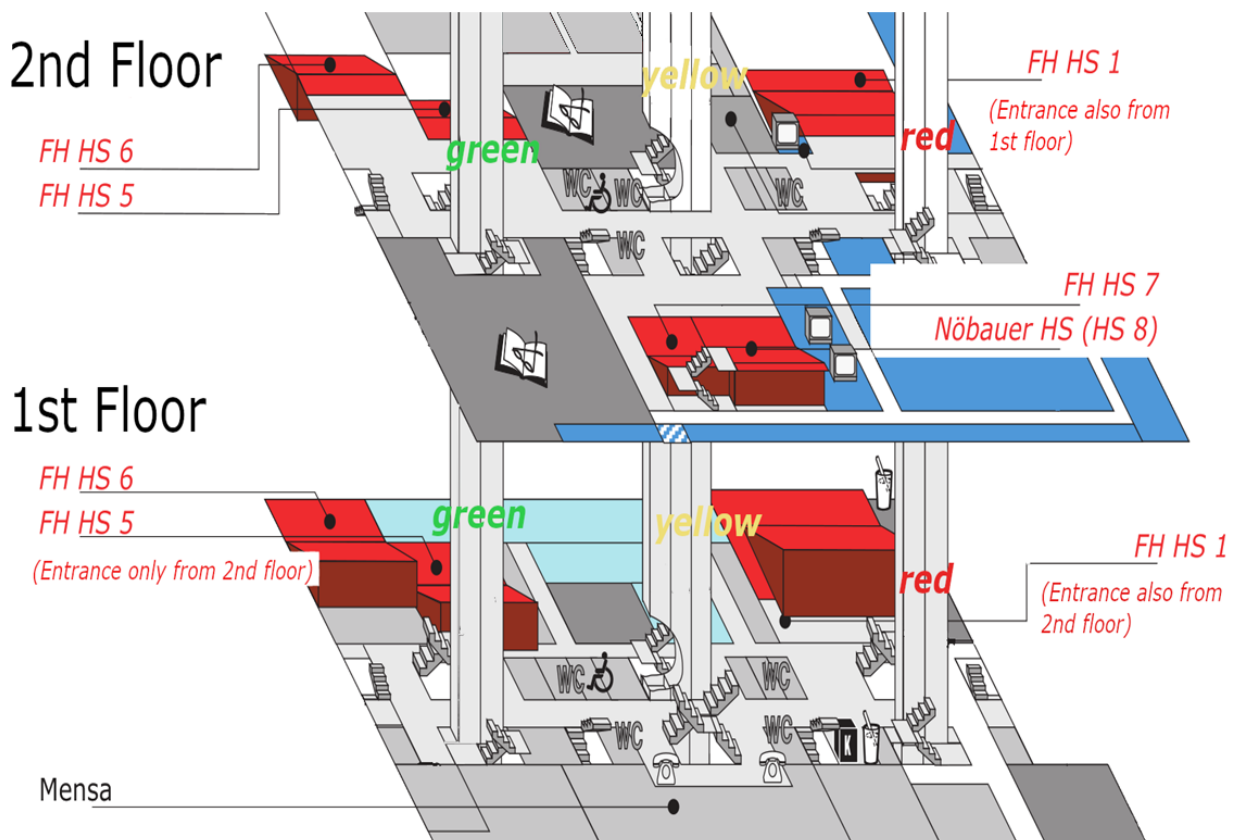 2nd Floor
FH HS 6
FH HS 5
green
yellow
red
FH HS 1
(Entrance also from
1st floor)
WC
WC
WC
WC
FH HS 7
Nöbauer HS (HS 8)
1st Floor
FH HS 6
FH HS 5
(Entrance only from 2nd floor)
green
yellow
red
FH HS 1
(Entrance also from
2nd floor)
WC
WC
WC
WC
K
Mensa